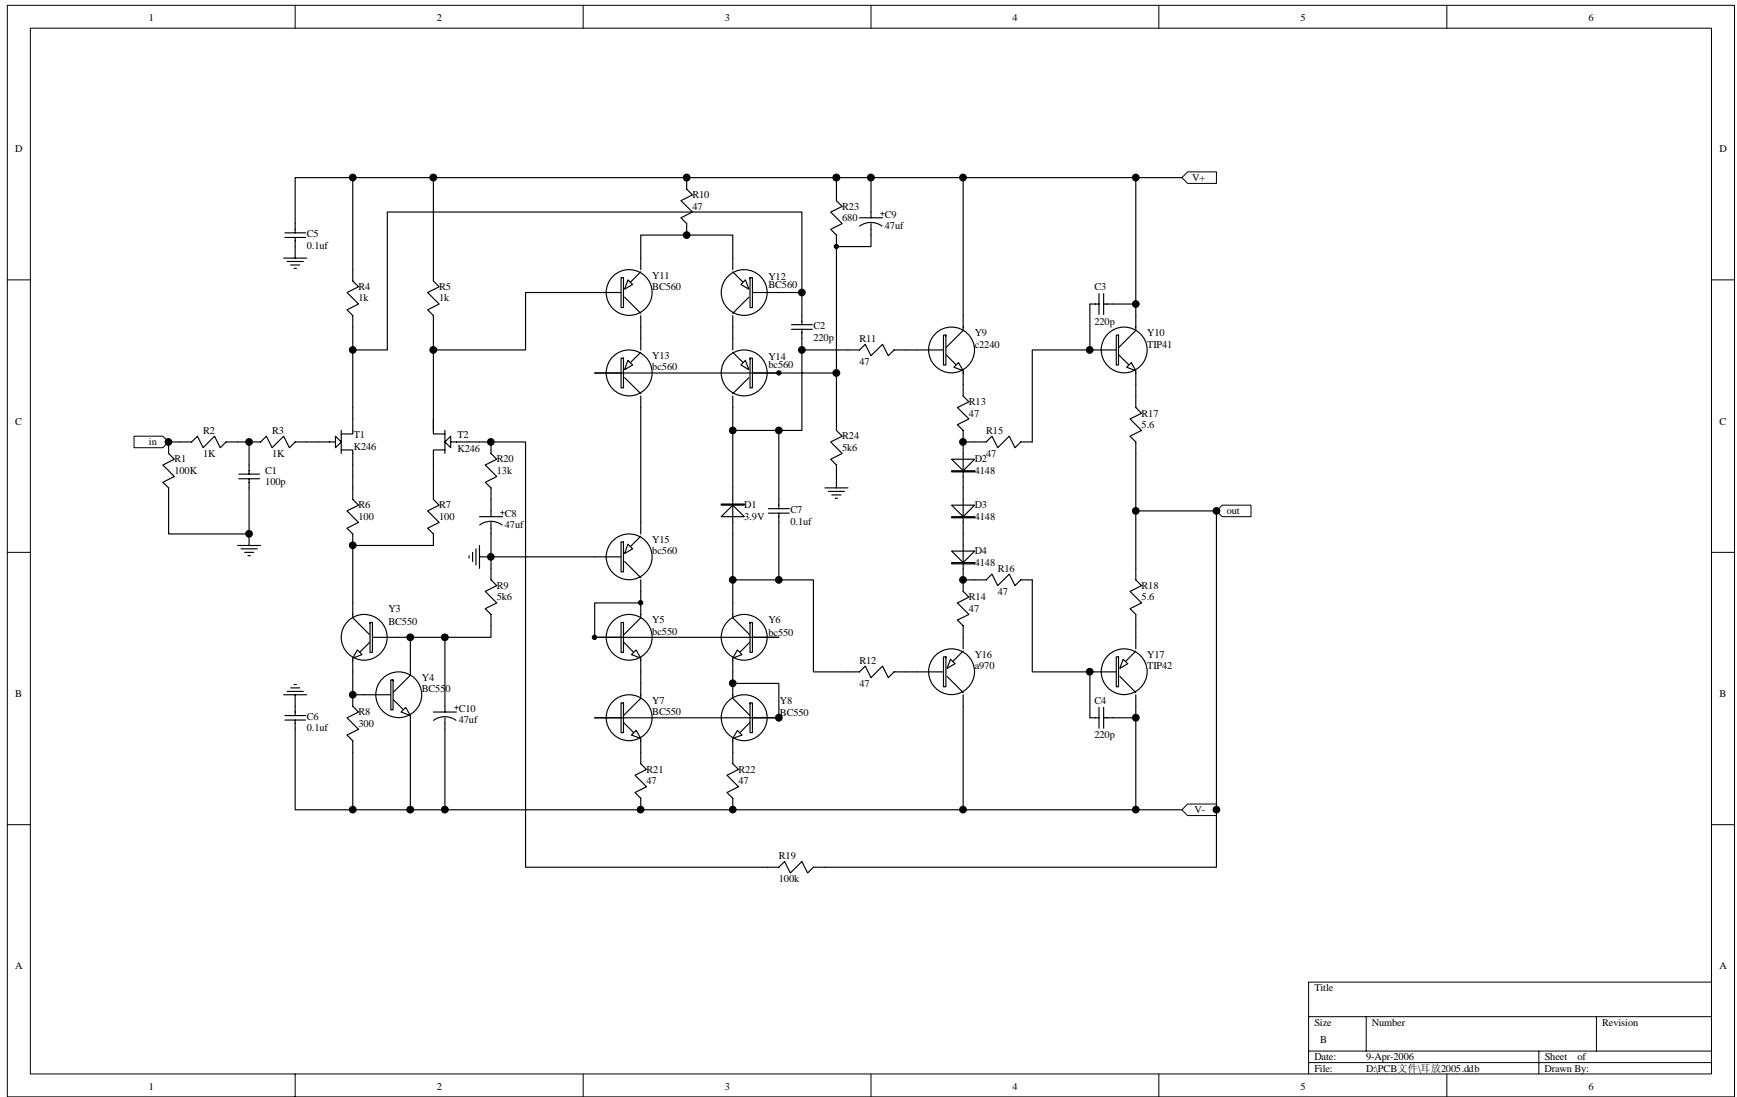 1 2 3 4 5 6
D D
V+
R10
47
R23
680
+C9
47uf
C5
0.1uf
Y11
BC560
Y12
BC560
R4
1k
R5
1k
C3
220p
C2
220p
Y9
c2240
Y10
TIP41
R11
47
Y13
bc560
Y14
bc560
R13
47
R17
5.6
C C
in
R2
1K
R3
1K
T1
K246
T2
K246
R15
47
R24
5k6
R1
100K
C1
100p
R20
13k
D2
4148
R6
100
R7
100
+C8
47uf
D1
3.9V
C7
0.1uf
D3
4148
out
Y15
bc560
D4
4148
R16
47
R9
5k6
R14
47
R18
5.6
Y3
BC550
Y5
bc550
Y6
bc550
R12
47
Y16
a970
Y17
TIP42
Y4
BC550
B B
C6
0.1uf
R8
300
+C10
47uf
Y7
BC550
Y8
BC550
C4
220p
R21
47
R22
47
V-
R19
100k
A A
Title
Size Number Revision
B
Date: 9-Apr-2006 Sheet of
File: D:\PCB文件\耳放2005.ddb Drawn By:
1 2 3 4 5 6